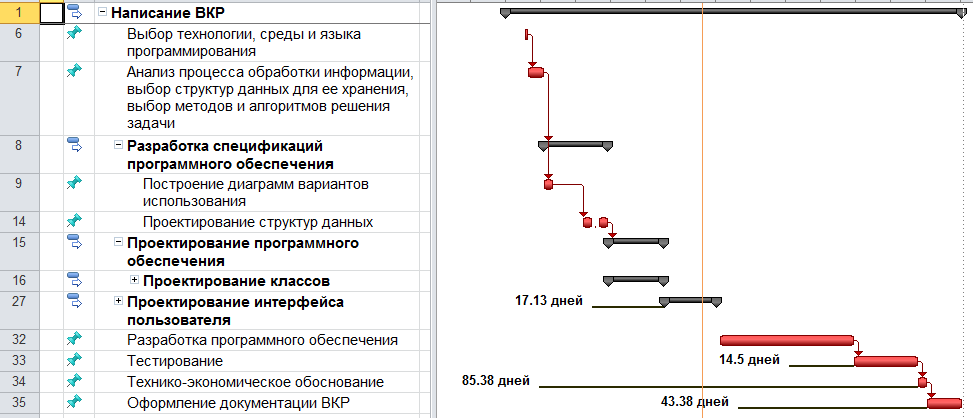 1 Написание ВКР
6 Выбор технологии, среды и языка
программирования
7 Анализ процесса обработки информации,
выбор структур данных для ее хранения,
выбор методов и алгоритмов решения
задачи
8 Разработка спецификаций
программного обеспечения
9 Построение диаграмм вариантов
использования
14 Проектирование структур данных
15 Проектирование программного
обеспечения
16 Проектирование классов
27 Проектирование интерфейса 17.13 дней
пользователя
32 Разработка программного обеспечения
33 Тестирование 14.5 дней
34 Технико-экономическое обоснование 85.38 дней
35 Оформление документации ВКР 43.38 дней